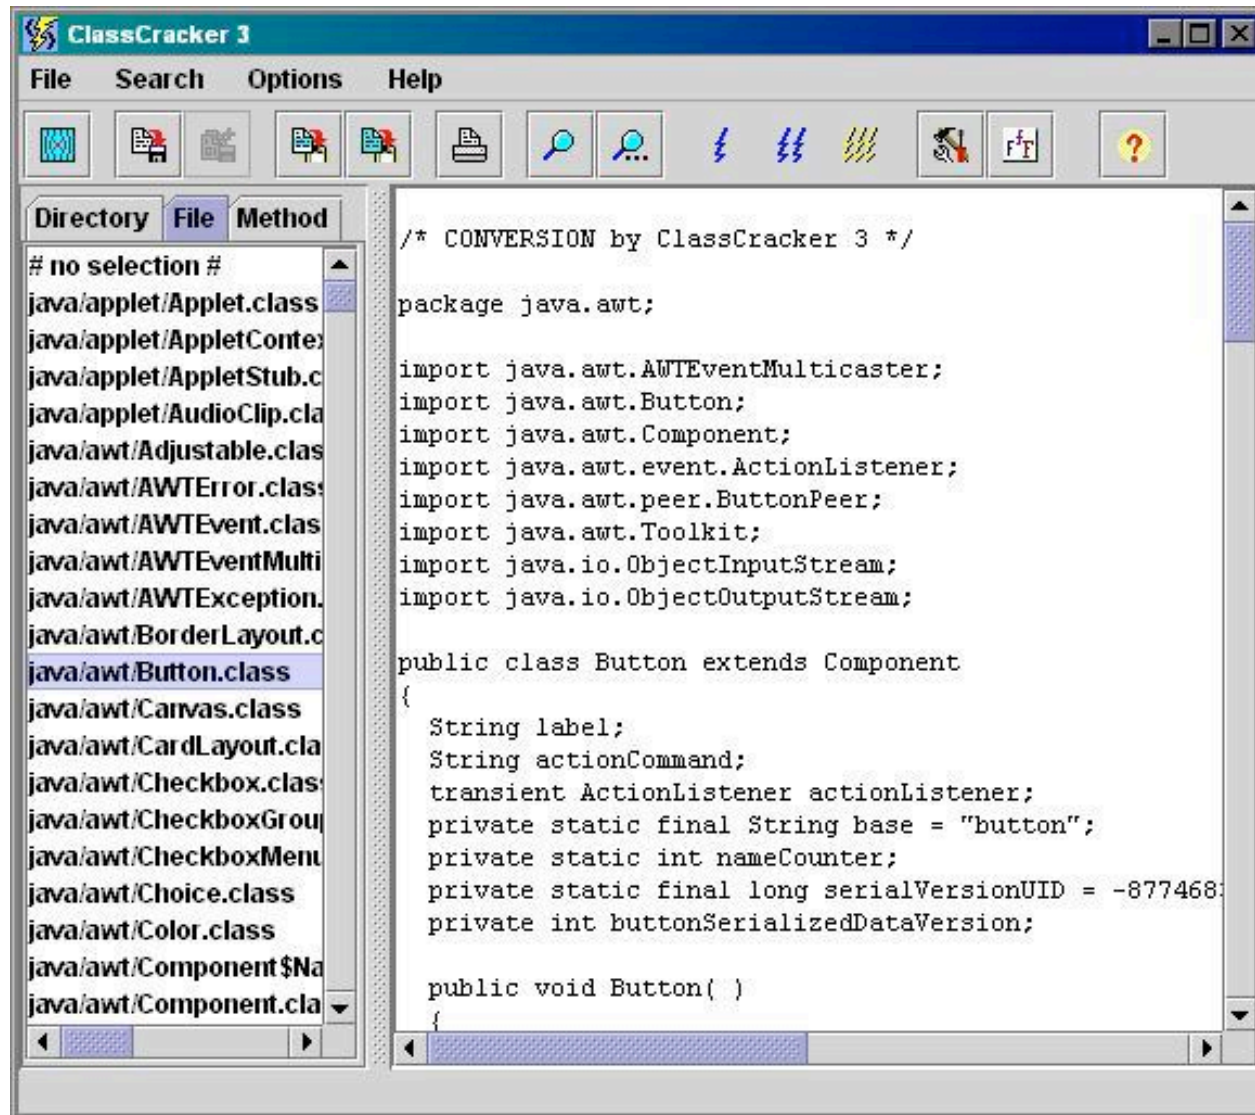 ClassCracker 3
File Search Options Help
Directory File Method
# no selection #
java/applet/Applet.class
java/applet/AppletContex
java/applet/AppletStub.c
java/applet/AudioClip.cla
java/awt/Adjustable.clas
java/awt/AWTError.class
java/awt/AWTEvent.clas
java/awt/AWTEventMulti
java/awt/AWTException.
java/awt/BorderLayout.c
java/awt/Button.class
java/awt/Canvas.class
java/awt/CardLayout.cla
java/awt/Checkbox.class
java/awt/CheckboxGroup
java/awt/CheckboxMenu
java/awt/Choice.class
java/awt/Color.class
java/awt/Component$Na
java/awt/Component.cla
/* CONVERSION by ClassCracker 3 */
package java.awt;
import java.awt.AWTEventMulticaster;
import java.awt.Button;
import java.awt.Component;
import java.awt.event.ActionListener;
import java.awt.peer.ButtonPeer;
import java.awt.Toolkit;
import java.io.ObjectInputStream;
import java.io.ObjectOutputStream;
public class Button extends Component
{
String label;
String actionCommand;
transient ActionListener actionListener;
private static final String base = "button";
private static int nameCounter;
private static final long serialVersionUID = -877468
private int buttonSerializedDataVersion;
public void Button( )
{